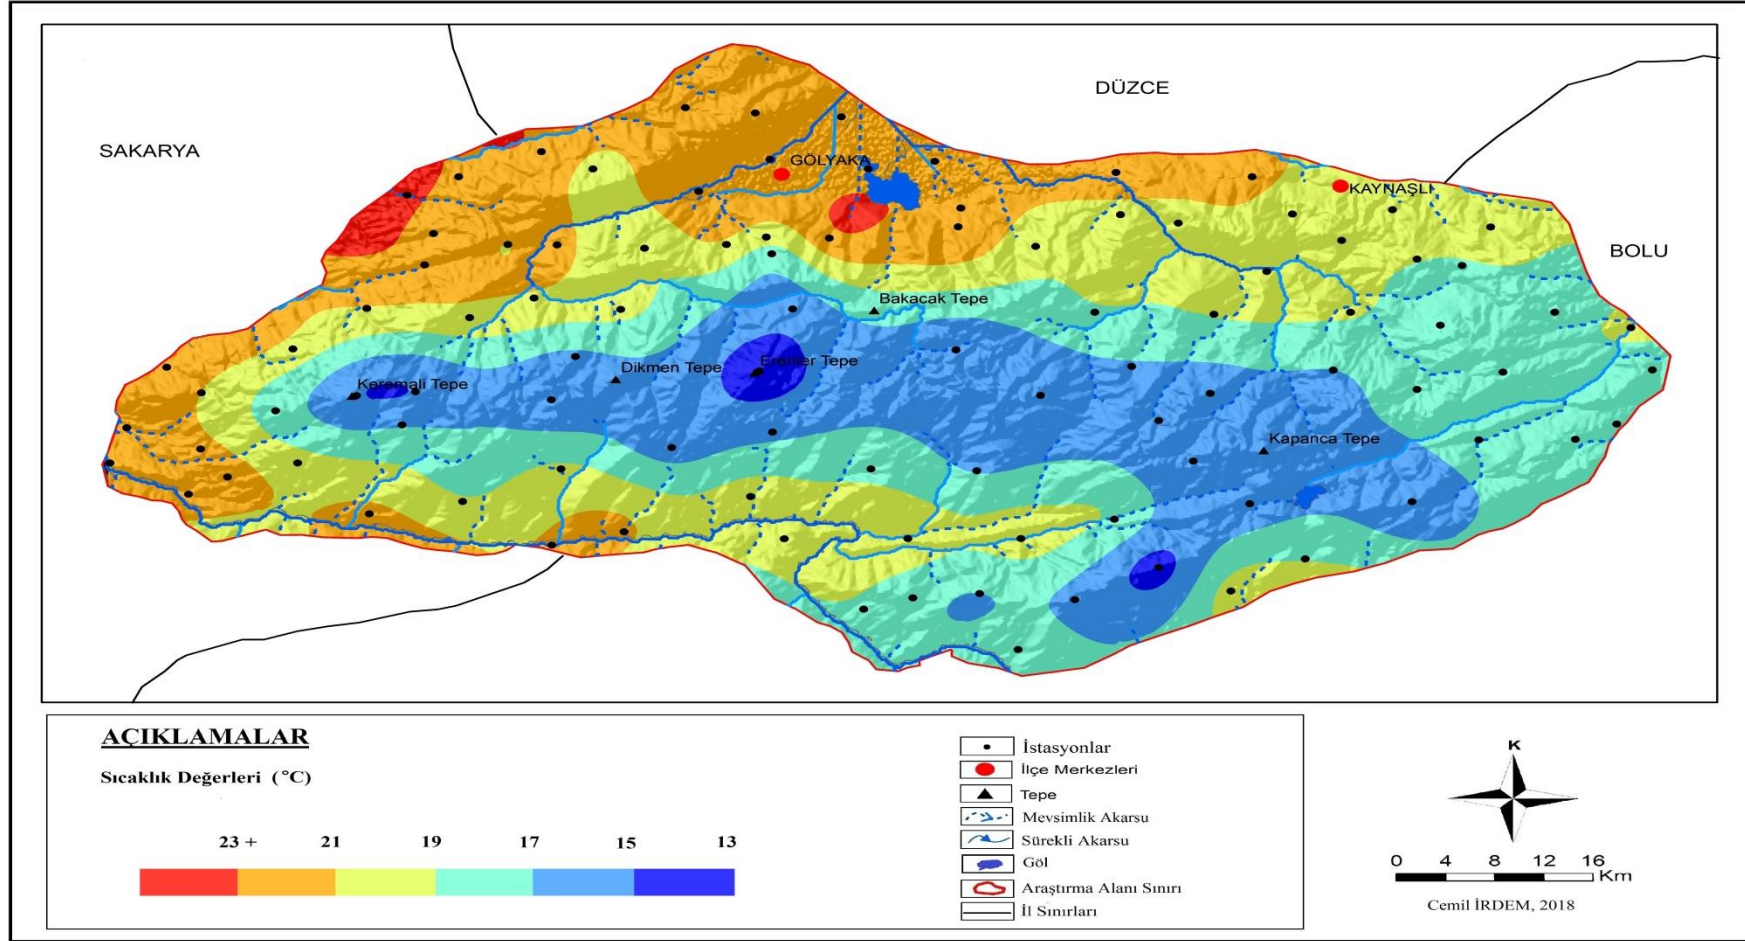 DÜZCE
SAKARYA
GÖLYAKA
KAYNAŞLI
BOLU
Bakacak Tepe
Erenler Tepe
Dikmen Tepe
Keremali Tepe
Kapanca Tepe
AÇIKLAMALAR
Sıcaklık Değerleri (°C)
23 + 21 19 17 15 13
İstasyonlar
İlçe Merkezleri
Tepe
Mevsimlik Akarsu
Sürekli Akarsu
Göl
Araştırma Alanı Sınırı
İl Sınırları
K
0 4 8 12 16
Km
Cemil İRDEM, 2018